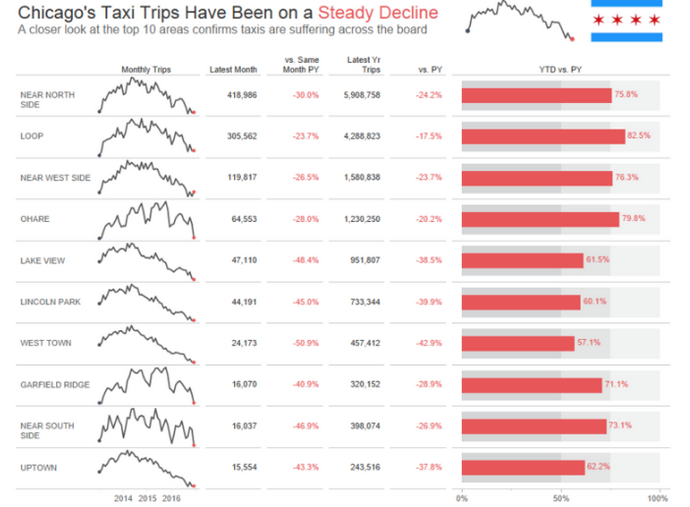 Chicago's Taxi Trips Have Been on a Steady Decline
A closer look at the top 10 areas confirms taxis are suffering across the board
Monthly Trips Latest Month vs. Same Month PY Latest Yr Trips vs. PY YTD vs. PY
NEAR NORTH SIDE 418,986 -30.0% 5,908,758 -24.2% 75.8%
LOOP 305,562 -23.7% 4,288,823 -17.5% 82.5%
NEAR WEST SIDE 119,817 -26.5% 1,580,838 -23.7% 76.3%
OHARE 64,553 -28.0% 1,230,250 -20.2% 79.8%
LAKE VIEW 47,110 -48.4% 951,807 -38.5% 61.5%
LINCOLN PARK 44,191 -45.0% 733,344 -39.9% 60.1%
WEST TOWN 24,173 -50.9% 457,412 -42.9% 57.1%
GARFIELD RIDGE 16,070 -40.9% 320,152 -28.9% 71.1%
NEAR SOUTH SIDE 16,037 -46.9% 398,074 -26.9% 73.1%
UPTOWN 15,554 -43.3% 243,516 -37.8% 62.2%
2014 2015 2016 0% 50% 100%